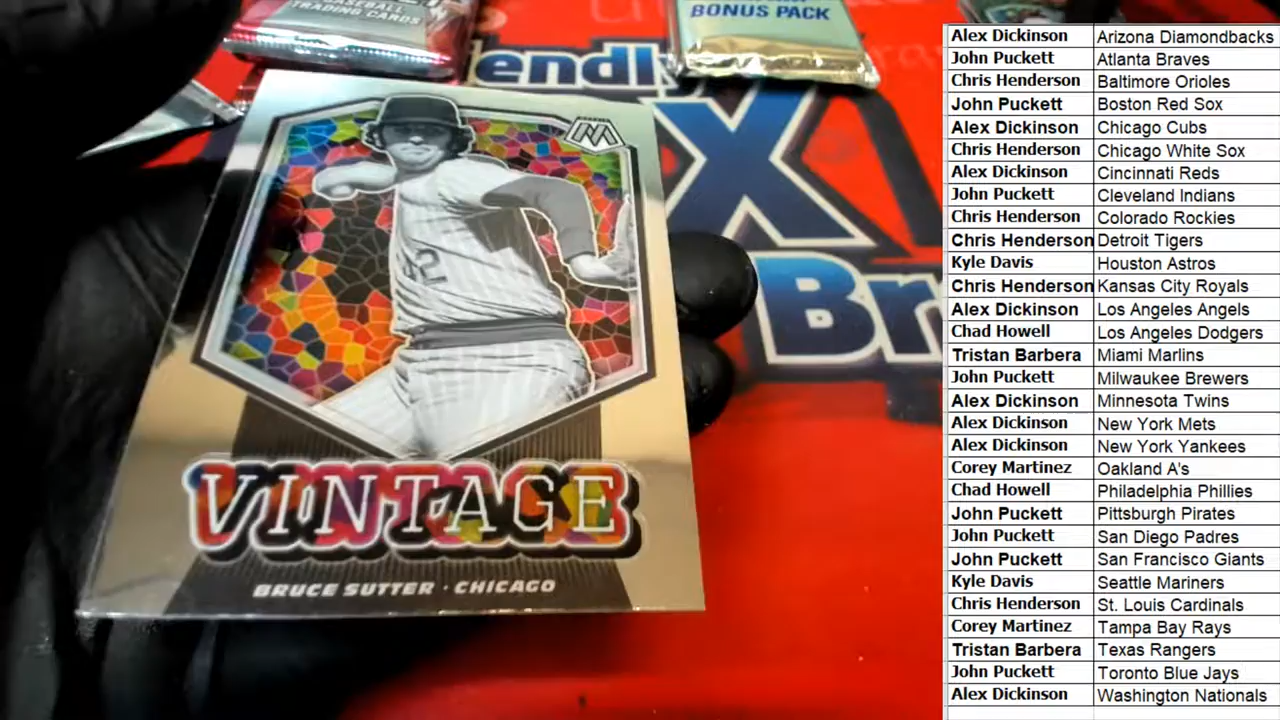 BASEBALL
TRADING CARDS
BONUS PACK
endly
X
Br
M
42
VINTAGE
BRUCE SUTTER · CHICAGO
Alex Dickinson Arizona Diamondbacks
John Puckett Atlanta Braves
Chris Henderson Baltimore Orioles
John Puckett Boston Red Sox
Alex Dickinson Chicago Cubs
Chris Henderson Chicago White Sox
Alex Dickinson Cincinnati Reds
John Puckett Cleveland Indians
Chris Henderson Colorado Rockies
Chris Henderson Detroit Tigers
Kyle Davis Houston Astros
Chris Henderson Kansas City Royals
Alex Dickinson Los Angeles Angels
Chad Howell Los Angeles Dodgers
Tristan Barbera Miami Marlins
John Puckett Milwaukee Brewers
Alex Dickinson Minnesota Twins
Alex Dickinson New York Mets
Alex Dickinson New York Yankees
Corey Martinez Oakland A's
Chad Howell Philadelphia Phillies
John Puckett Pittsburgh Pirates
John Puckett San Diego Padres
John Puckett San Francisco Giants
Kyle Davis Seattle Mariners
Chris Henderson St. Louis Cardinals
Corey Martinez Tampa Bay Rays
Tristan Barbera Texas Rangers
John Puckett Toronto Blue Jays
Alex Dickinson Washington Nationals